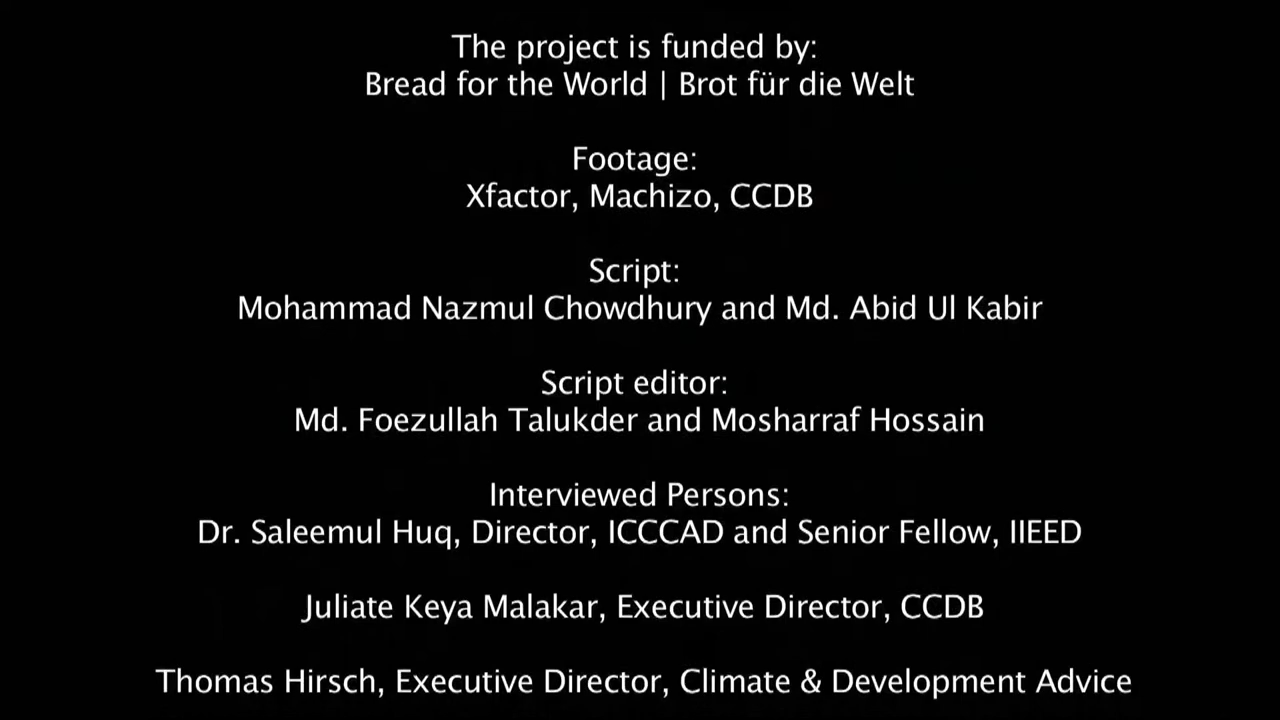 The project is funded by:
Bread for the World | Brot für die Welt
Footage:
Xfactor, Machizo, CCDB
Script:
Mohammad Nazmul Chowdhury and Md. Abid Ul Kabir
Script editor:
Md. Foezullah Talukder and Mosharraf Hossain
Interviewed Persons:
Dr. Saleemul Huq, Director, ICCCAD and Senior Fellow, IIEED
Juliate Keya Malakar, Executive Director, CCDB
Thomas Hirsch, Executive Director, Climate & Development Advice